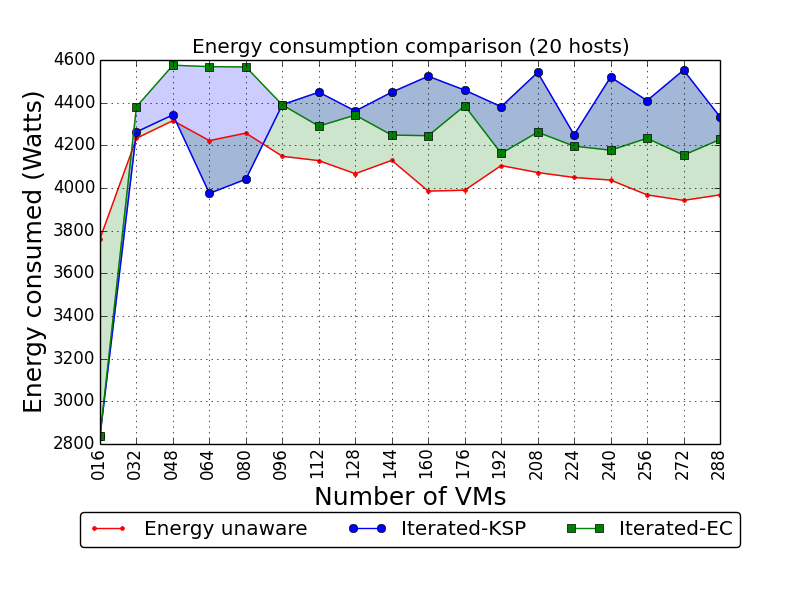 Energy consumption comparison (20 hosts)
Energy consumed (Watts)
4600
4400
4200
4000
3800
3600
3400
3200
3000
2800
016 032 048 064 080 096 112 128 144 160 176 192 208 224 240 256 272 288
Number of VMs
Energy unaware Iterated-KSP Iterated-EC